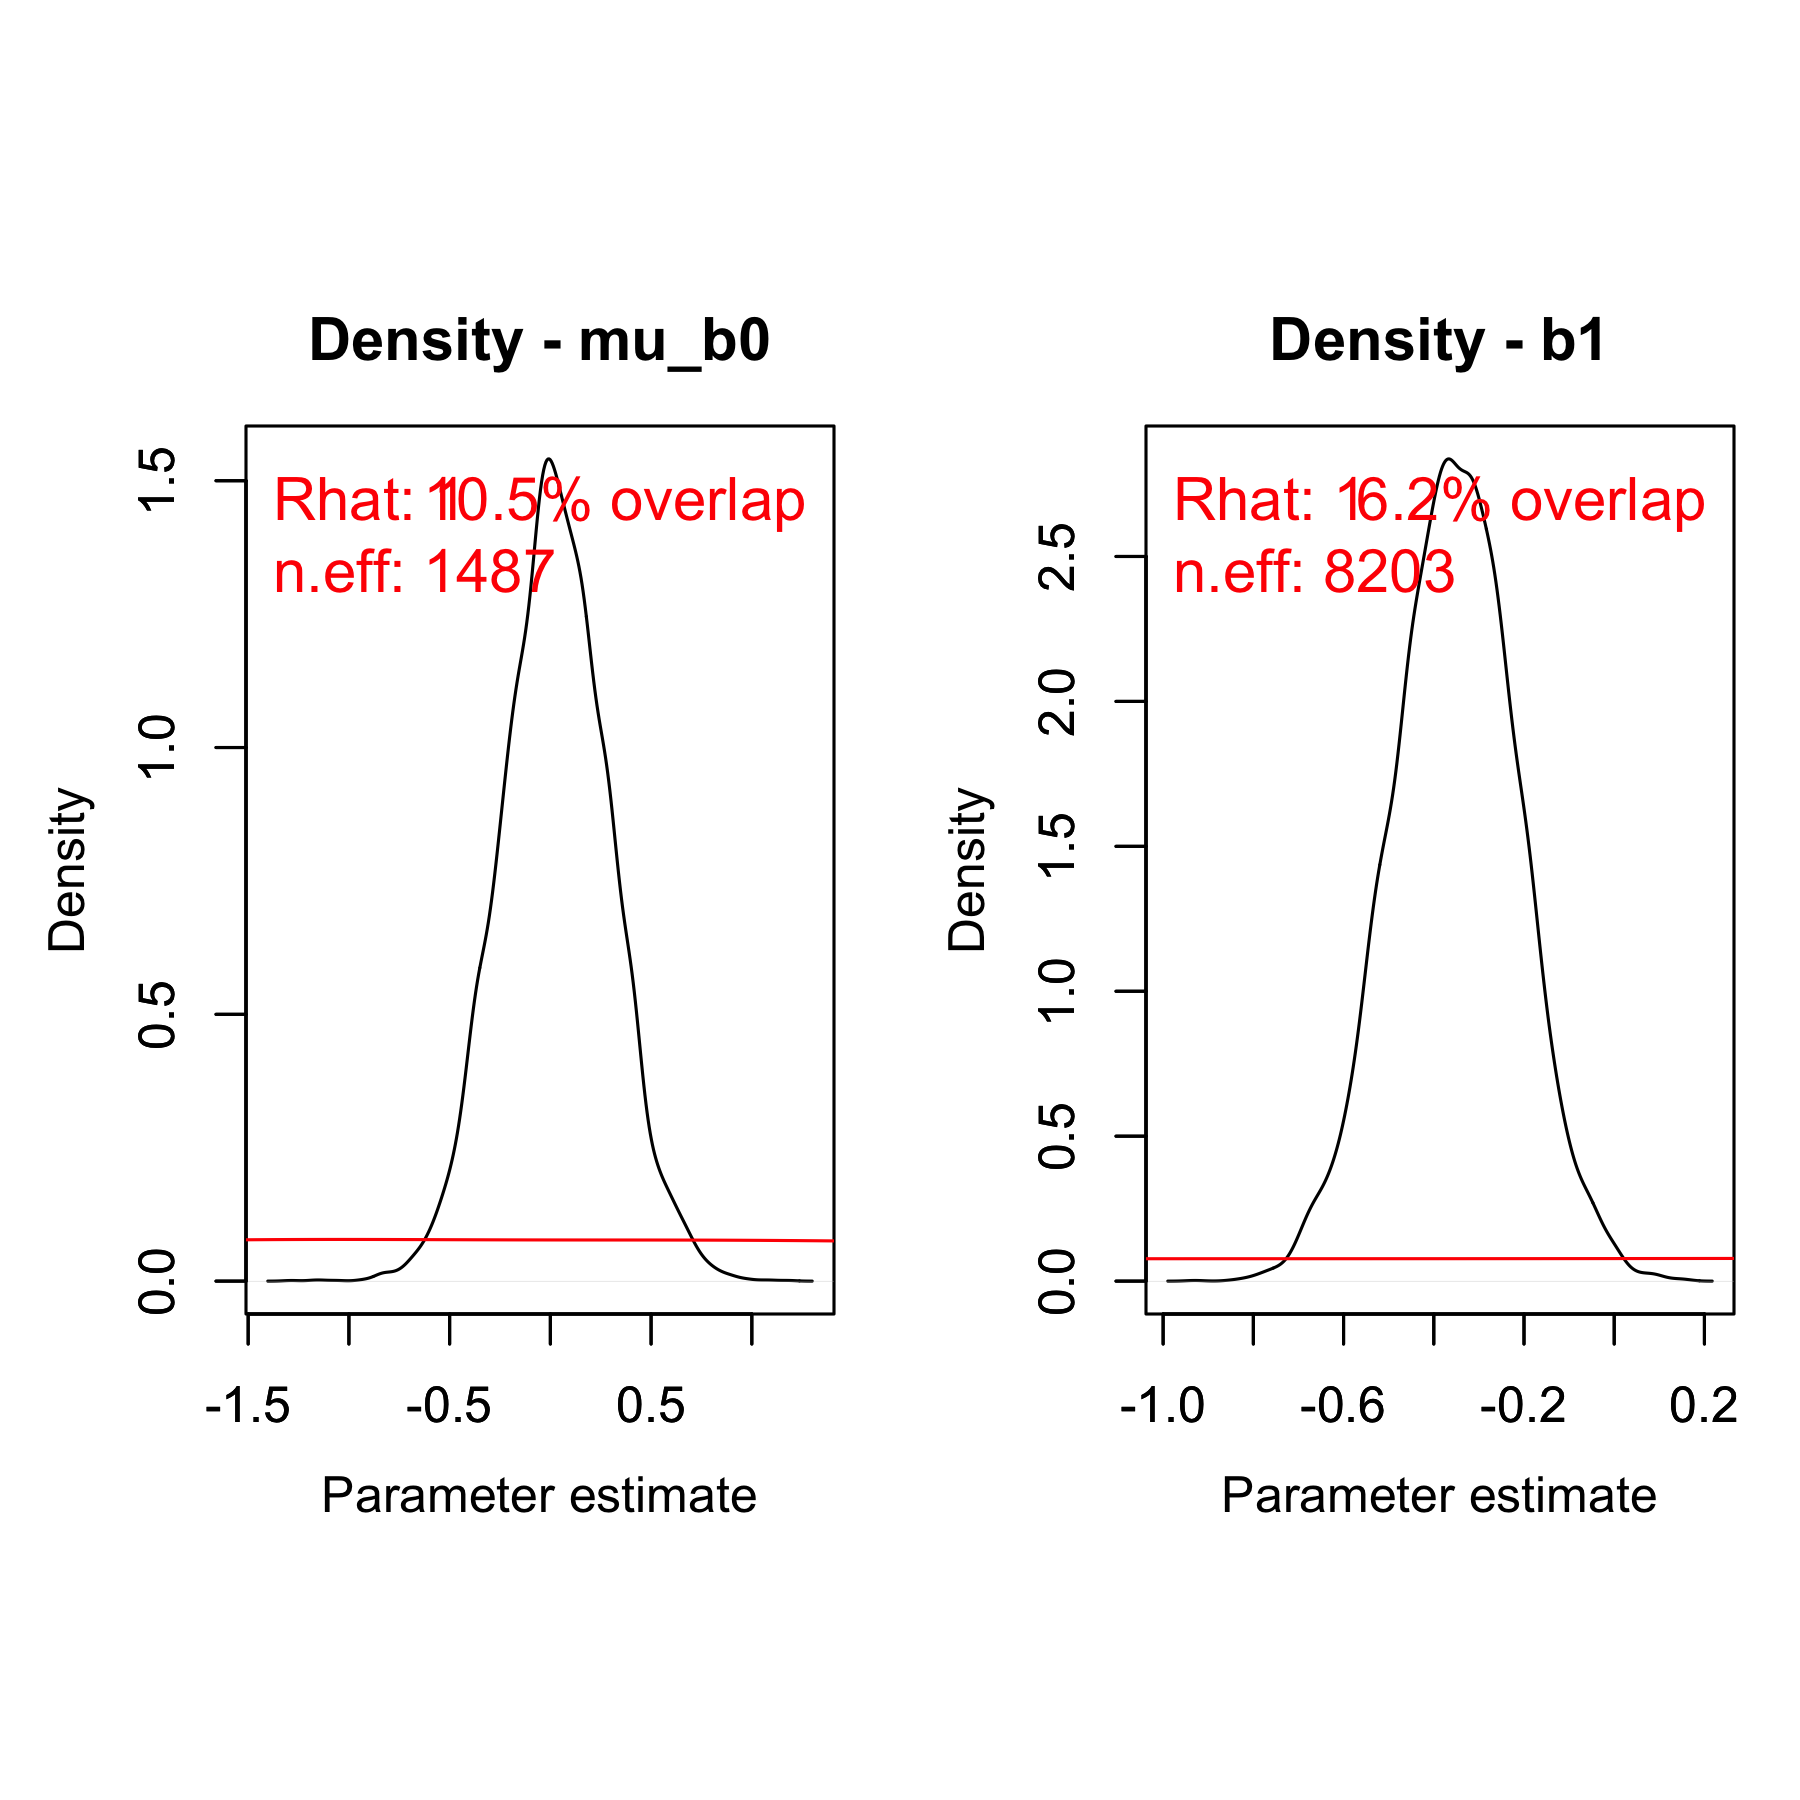 Density - mu_b0
Rhat: 1
10.5% overlap
n.eff: 1487
1.5
1.0
0.5
0.0
Density
-1.5
-0.5
0.5
Parameter estimate
Density - b1
Rhat: 1
6.2% overlap
n.eff: 8203
2.5
2.0
1.5
1.0
0.5
0.0
Density
-1.0
-0.6
-0.2
0.2
Parameter estimate